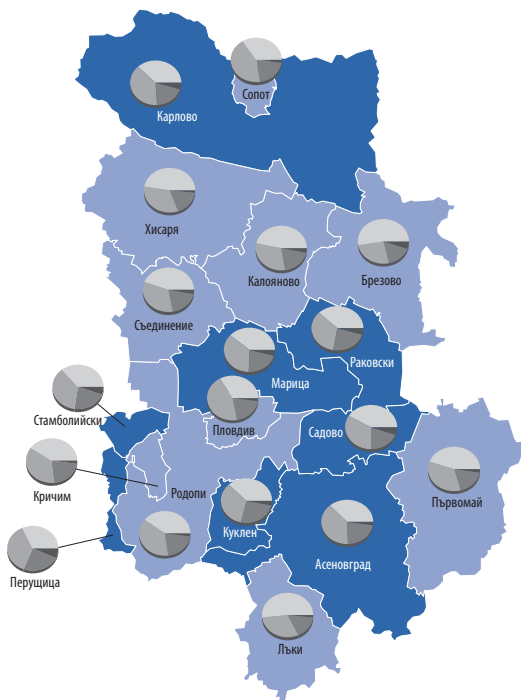 Сопот
Карлово
Хисаря
Калояново
Брезово
Съединение
Раковски
Марица
Стамболийски
Пловдив
Садово
Кричим
Родопи
Първомай
Куклен
Асеновград
Перущица
Лъки